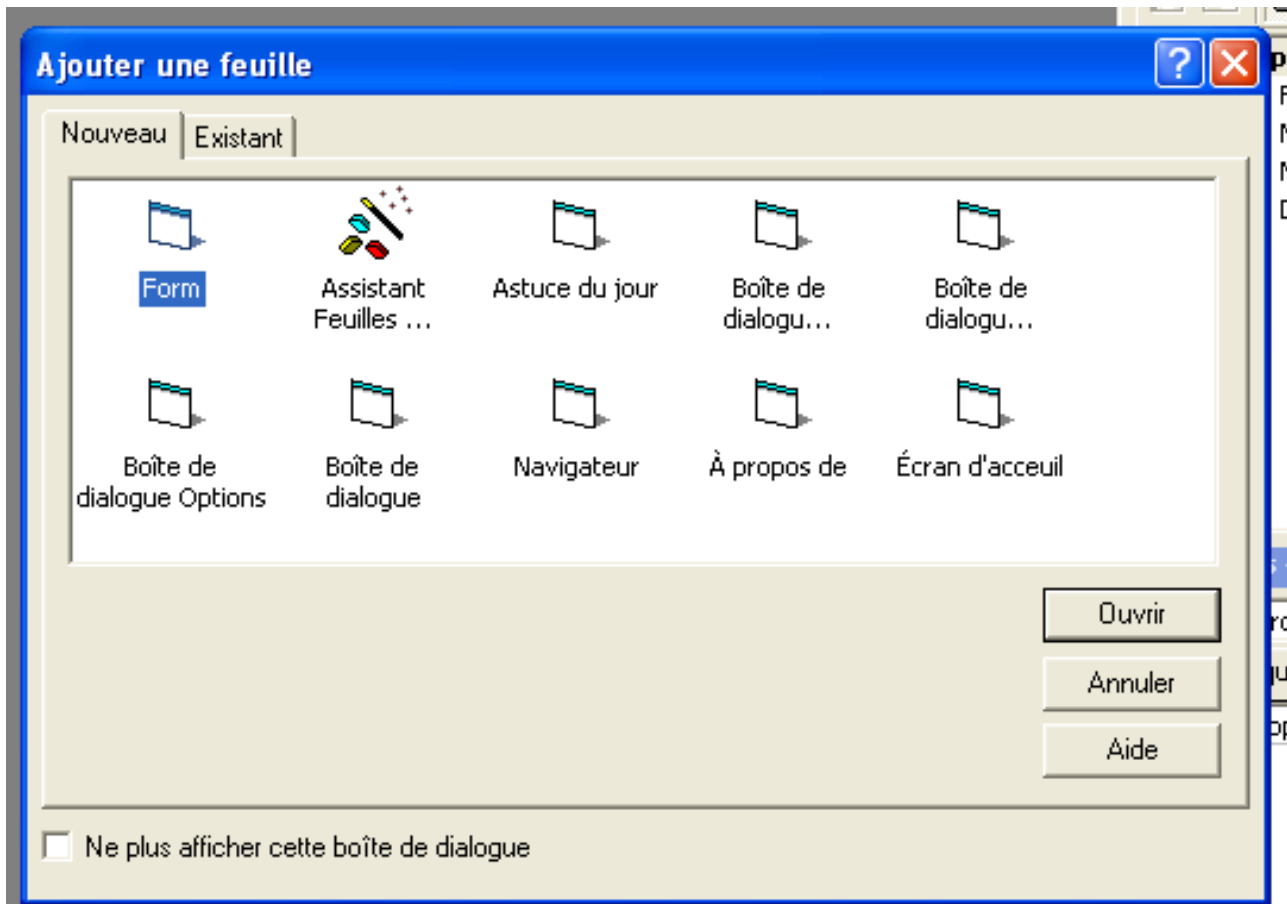 Ajouter une feuille
Nouveau
Existant
Form
Assistant
Feuilles ...
Astuce du jour
Boîte de
dialogu...
Boîte de
dialogu...
Boîte de
dialogue Options
Boîte de
dialogue
Navigateur
À propos de
Écran d'acceuil
Ouvrir
Annuler
Aide
Ne plus afficher cette boîte de dialogue